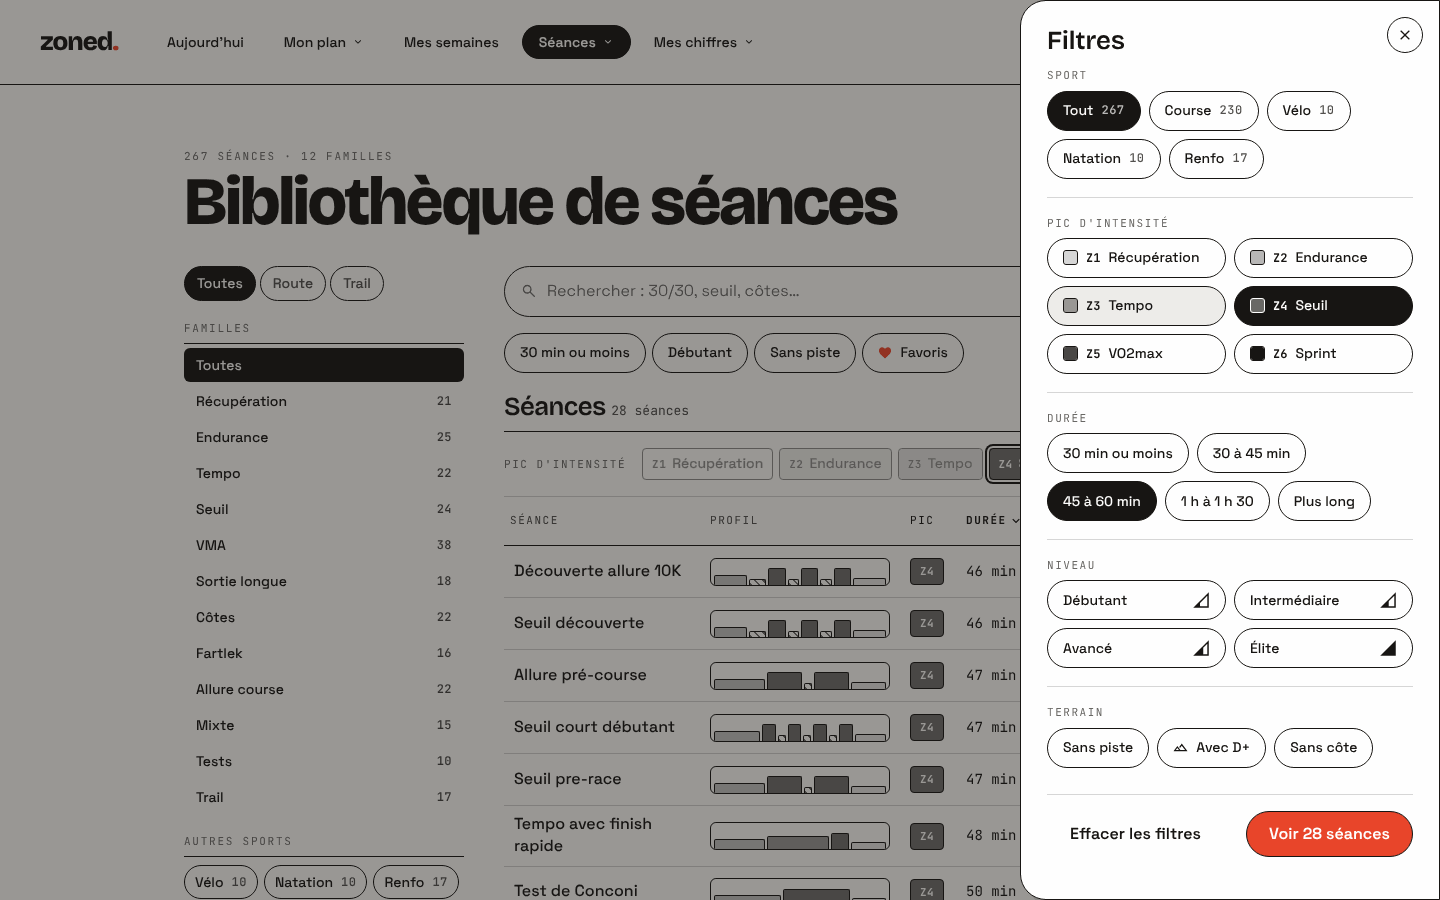 zoned.
Aujourd'hui
Mon plan
Mes semaines
Séances
Mes chiffres
267 SÉANCES · 12 FAMILLES
Bibliothèque de séances
Toutes
Route
Trail
FAMILLES
Toutes
Récupération 21
Endurance 25
Tempo 22
Seuil 24
VMA 38
Sortie longue 18
Côtes 22
Fartlek 16
Allure course 22
Mixte 15
Tests 10
Trail 17
AUTRES SPORTS
Vélo 10
Natation 10
Renfo 17
Rechercher : 30/30, seuil, côtes…
30 min ou moins
Débutant
Sans piste
Favoris
Séances 28 séances
PIC D'INTENSITÉ
Z1 Récupération
Z2 Endurance
Z3 Tempo
Z4
SÉANCE PROFIL PIC DURÉE
Découverte allure 10K Z4 46 min
Seuil découverte Z4 46 min
Allure pré-course Z4 47 min
Seuil court débutant Z4 47 min
Seuil pre-race Z4 47 min
Tempo avec finish
rapide Z4 48 min
Test de Conconi Z4 50 min
Filtres
SPORT
Tout 267
Course 230
Vélo 10
Natation 10
Renfo 17
PIC D'INTENSITÉ
Z1 Récupération
Z2 Endurance
Z3 Tempo
Z4 Seuil
Z5 VO2max
Z6 Sprint
DURÉE
30 min ou moins
30 à 45 min
45 à 60 min
1 h à 1 h 30
Plus long
NIVEAU
Débutant
Intermédiaire
Avancé
Élite
TERRAIN
Sans piste
Avec D+
Sans côte
Effacer les filtres
Voir 28 séances